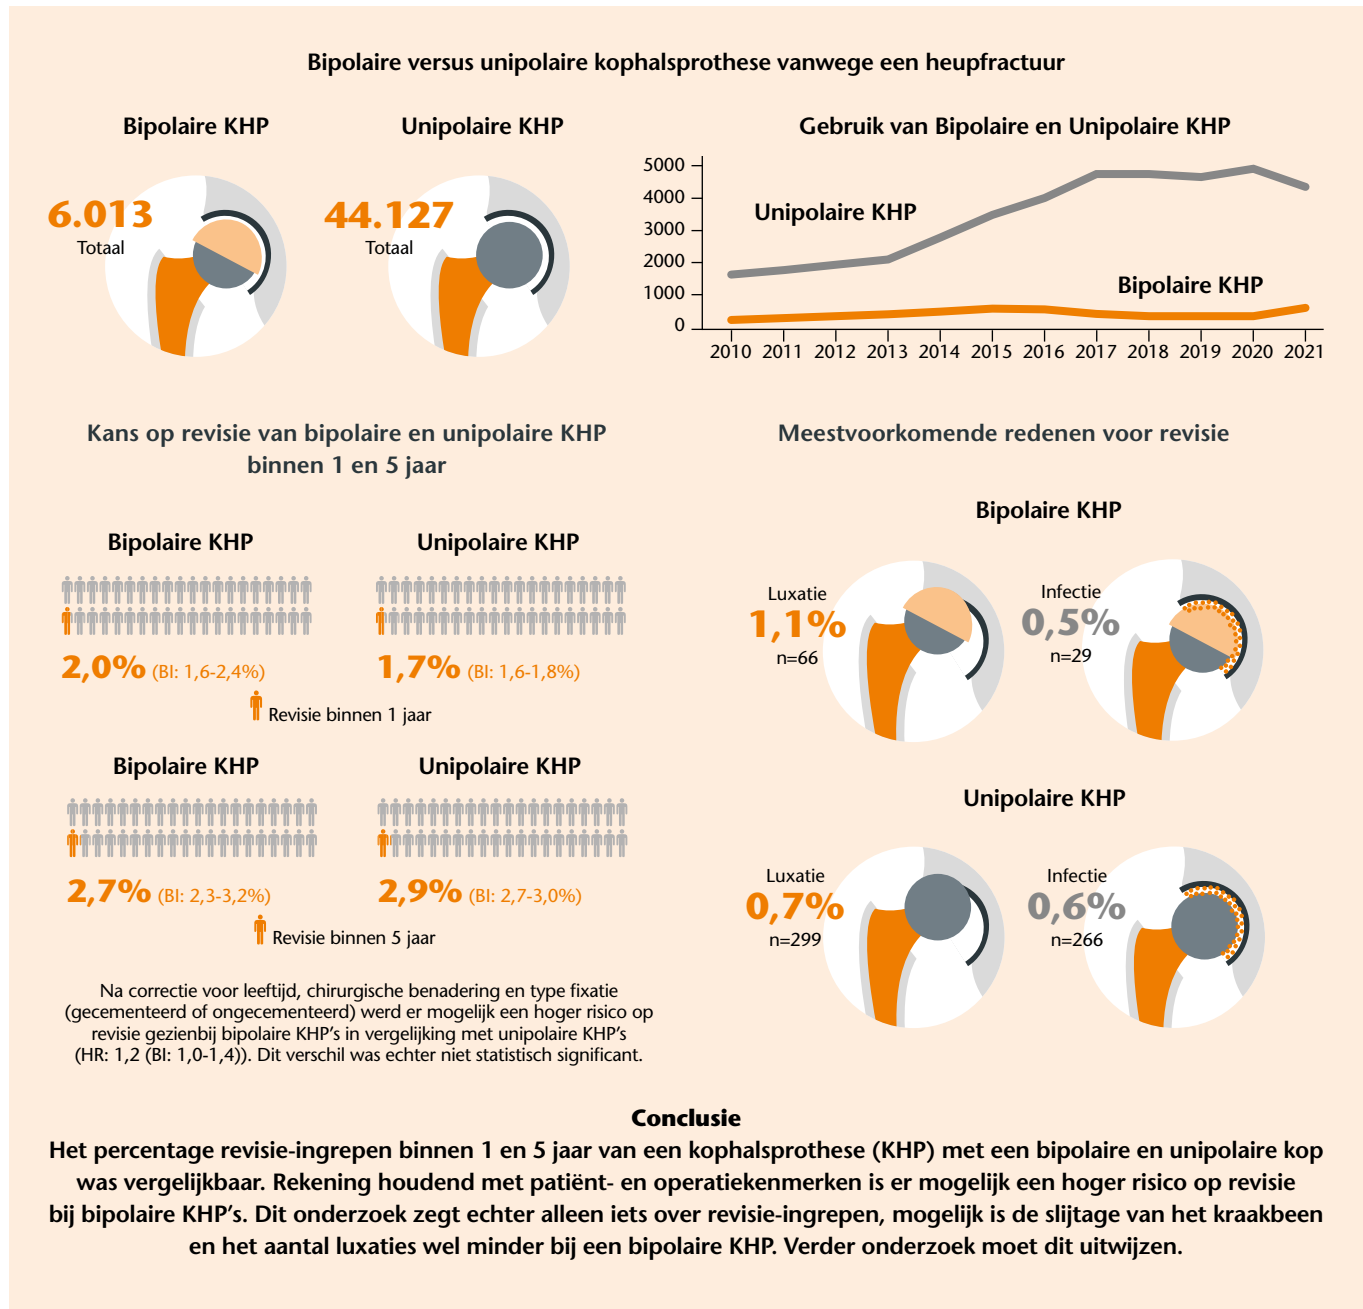 Bipolaire versus unipolaire kophalsprothese vanwege een heupfractuur
Bipolaire KHP
6.013
Totaal
Unipolaire KHP
44.127
Totaal
Gebruik van Bipolaire en Unipolaire KHP
5000
4000
3000
2000
1000
0
Unipolaire KHP
Bipolaire KHP
2010 2011 2012 2013 2014 2015 2016 2017 2018 2019 2020 2021
Kans op revisie van bipolaire en unipolaire KHP
binnen 1 en 5 jaar
Bipolaire KHP
2,0% (BI: 1,6-2,4%)
Unipolaire KHP
1,7% (BI: 1,6-1,8%)
Revisie binnen 1 jaar
Bipolaire KHP
2,7% (BI: 2,3-3,2%)
Unipolaire KHP
2,9% (BI: 2,7-3,0%)
Revisie binnen 5 jaar
Na correctie voor leeftijd, chirurgische benadering en type fixatie
(gecementeerd of ongecementeerd) werd er mogelijk een hoger risico op
revisie gezienbij bipolaire KHP's in vergelijking met unipolaire KHP's
(HR: 1,2 (BI: 1,0-1,4)). Dit verschil was echter niet statistisch significant.
Meestvoorkomende redenen voor revisie
Bipolaire KHP
Luxatie
1,1%
n=66
Infectie
0,5%
n=29
Unipolaire KHP
Luxatie
0,7%
n=299
Infectie
0,6%
n=266
Conclusie
Het percentage revisie-ingrepen binnen 1 en 5 jaar van een kophalsprothese (KHP) met een bipolaire en unipolaire kop
was vergelijkbaar. Rekening houdend met patiënt- en operatiekenmerken is er mogelijk een hoger risico op revisie
bij bipolaire KHP's. Dit onderzoek zegt echter alleen iets over revisie-ingrepen, mogelijk is de slijtage van het kraakbeen
en het aantal luxaties wel minder bij een bipolaire KHP. Verder onderzoek moet dit uitwijzen.